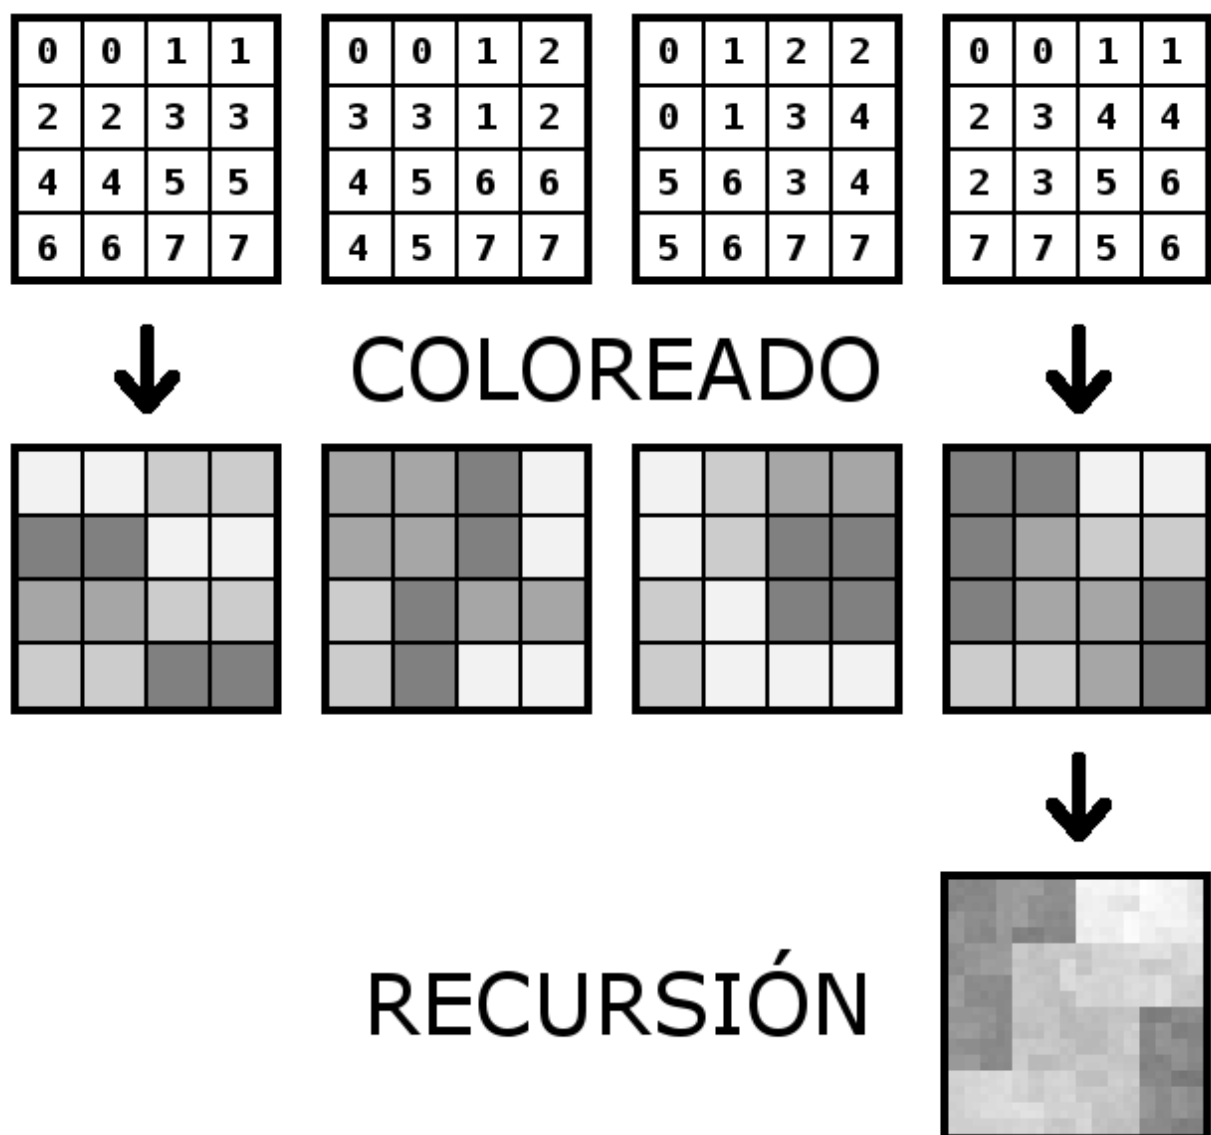 0 0 1 1
2 2 3 3
4 4 5 5
6 6 7 7
0 0 1 2
3 3 1 2
4 5 6 6
4 5 7 7
0 1 2 2
0 1 3 4
5 6 3 4
5 6 7 7
0 0 1 1
2 3 4 4
2 3 5 6
7 7 5 6
COLOREADO
RECURSIÓN